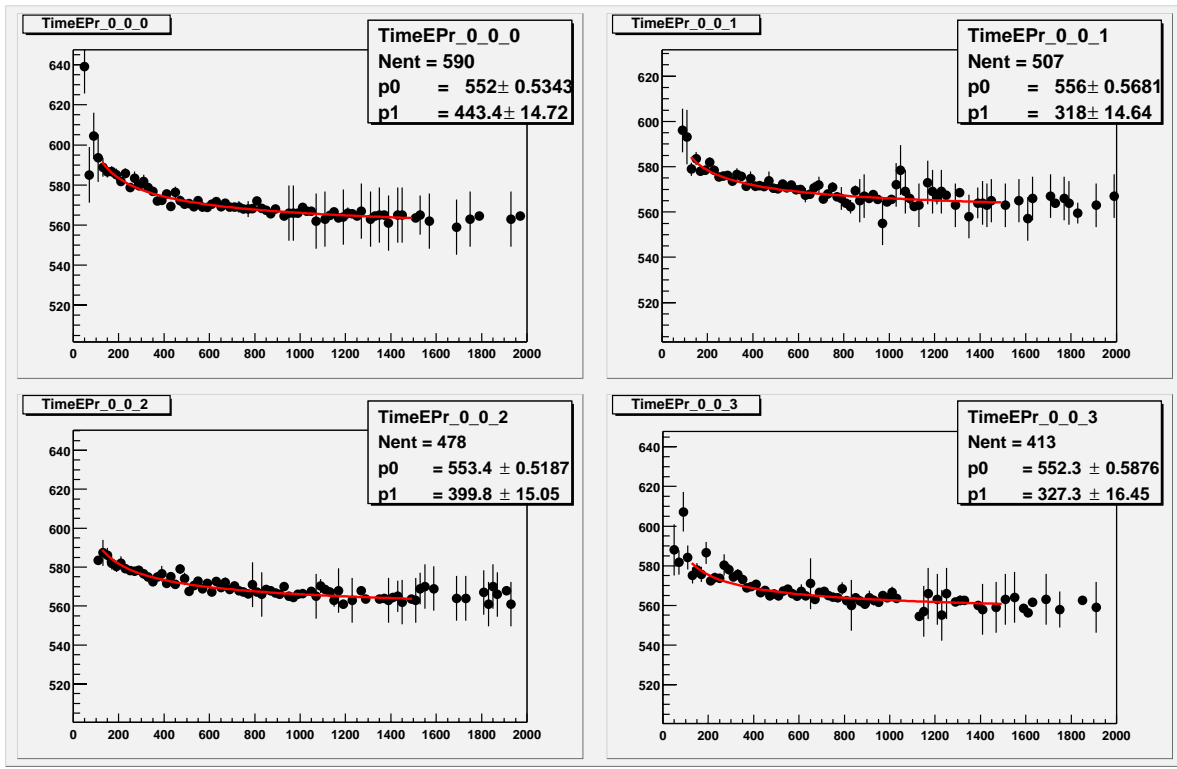 TimeEPr_0_0_0
TimeEPr_0_0_0
Nent = 590
p0 = 552± 0.5343
p1 = 443.4± 14.72
640
620
600
580
560
540
520
0 200 400 600 800 1000 1200 1400 1600 1800 2000
TimeEPr_0_0_1
TimeEPr_0_0_1
Nent = 507
p0 = 556± 0.5681
p1 = 318± 14.64
620
600
580
560
540
520
0 200 400 600 800 1000 1200 1400 1600 1800 2000
TimeEPr_0_0_2
TimeEPr_0_0_2
Nent = 478
p0 = 553.4 ± 0.5187
p1 = 399.8 ± 15.05
640
620
600
580
560
540
520
0 200 400 600 800 1000 1200 1400 1600 1800 2000
TimeEPr_0_0_3
TimeEPr_0_0_3
Nent = 413
p0 = 552.3 ± 0.5876
p1 = 327.3 ± 16.45
640
620
600
580
560
540
520
0 200 400 600 800 1000 1200 1400 1600 1800 2000